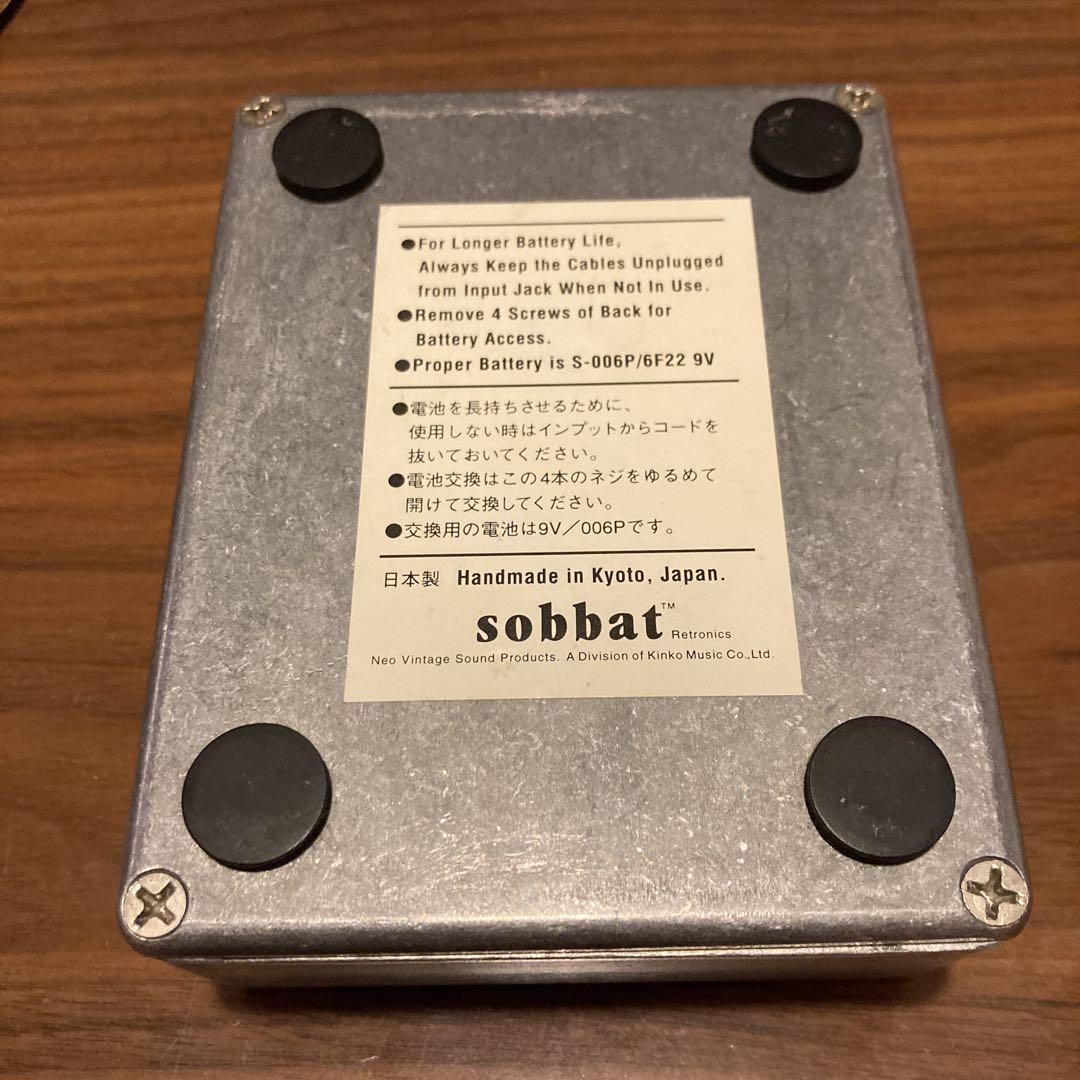 ●For Longer Battery Life,
Always Keep the Cables Unplugged
from Input Jack When Not In Use.
●Remove 4 Screws of Back for
Battery Access.
●Proper Battery is S-006P/6F22 9V
●電池を長持ちさせるために、
使用しない時はインプットからコードを
抜いておいてください。
●電池交換はこの4本のネジをゆるめて
開けて交換してください。
●交換用の電池は9V／006Pです。
日本製 Handmade in Kyoto, Japan.
sobbat™ Retronics
Neo Vintage Sound Products. A Division of Kinko Music Co.,Ltd.